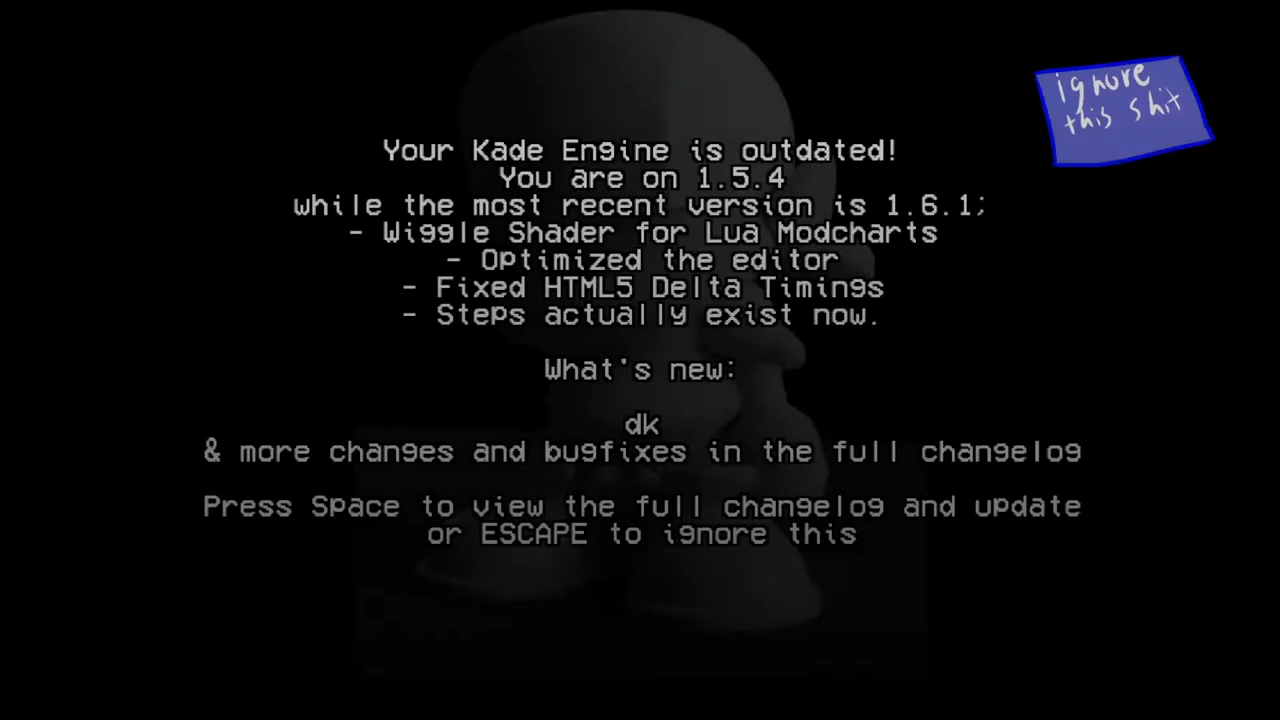 ignore
this shit
Your Kade Engine is outdated!
You are on 1.5.4
while the most recent version is 1.6.1;
- Wiggle Shader for Lua Modcharts
- Optimized the editor
- Fixed HTML5 Delta Timings
- Steps actually exist now.
What's new:
dk
& more changes and bugfixes in the full changelog
Press Space to view the full changelog and update
or ESCAPE to ignore this